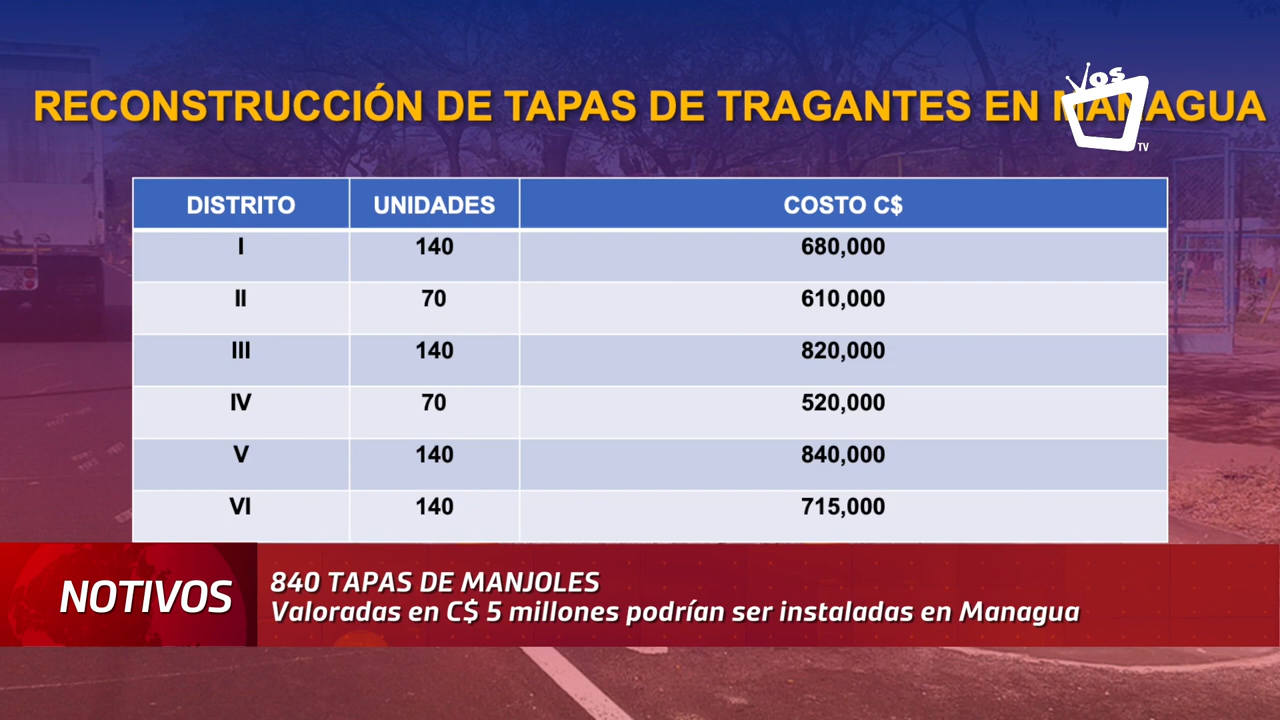 RECONSTRUCCIÓN DE TAPAS DE TRAGANTES EN MANAGUA
VOS
TV
DISTRITO UNIDADES COSTO C$
I 140 680,000
II 70 610,000
III 140 820,000
IV 70 520,000
V 140 840,000
VI 140 715,000
NOTIVOS
840 TAPAS DE MANJOLES
Valoradas en C$ 5 millones podrían ser instaladas en Managua